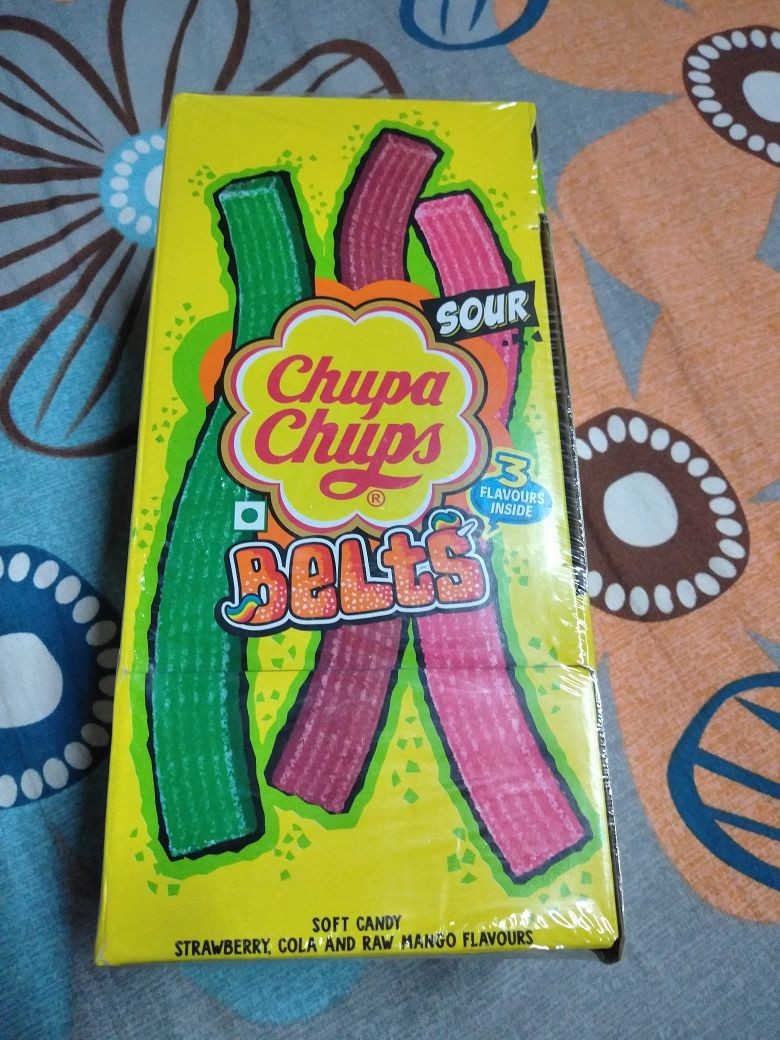 SOUR
Chupa
Chups
®
3
FLAVOURS
INSIDE
BELtS
SOFT CANDY
STRAWBERRY, COLA AND RAW MANGO FLAVOURS